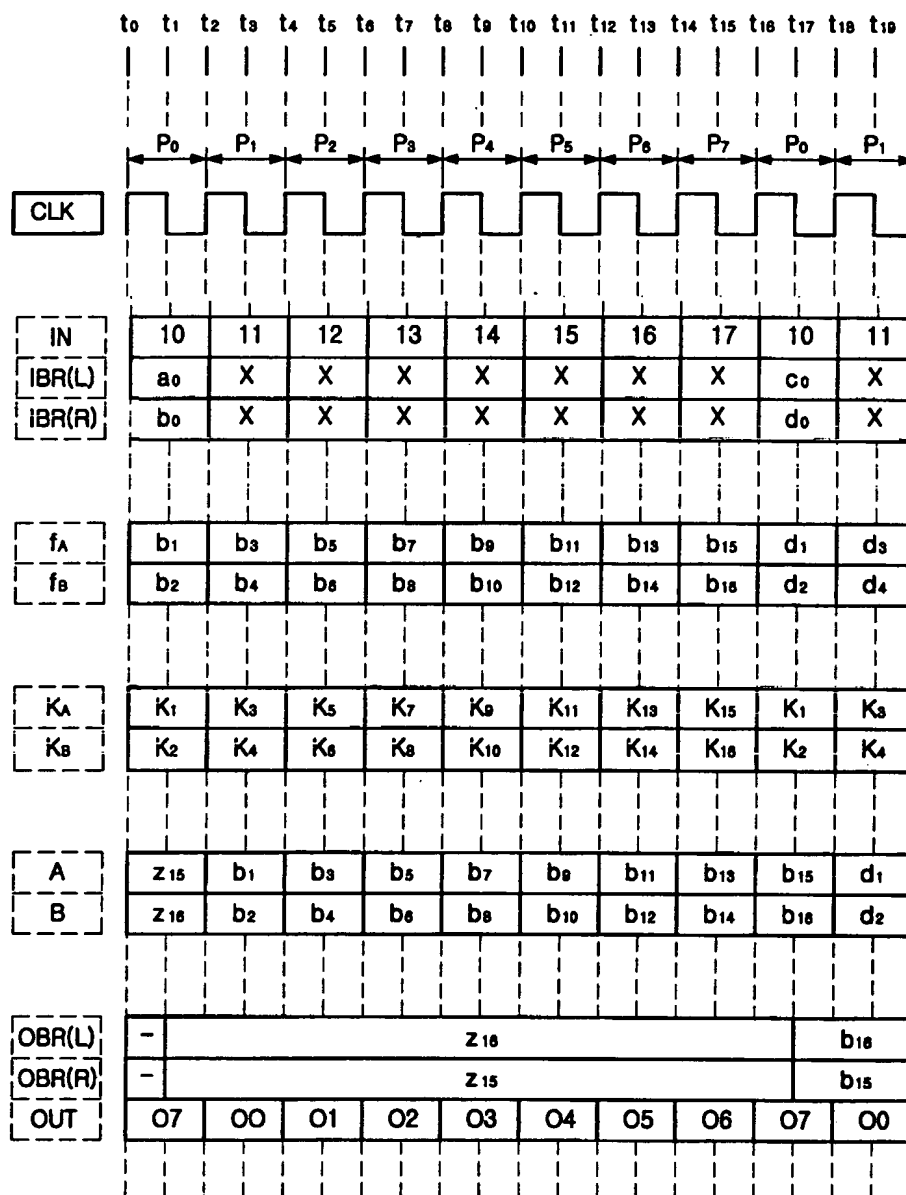 t0 t1 t2 t3 t4 t5 t6 t7 t8 t9 t10 t11 t12 t13 t14 t15 t16 t17 t18 t19
P0 P1 P2 P3 P4 P5 P6 P7 P0 P1
CLK
IN 10 11 12 13 14 15 16 17 10 11
IBR(L) a0 X X X X X X X c0 X
IBR(R) b0 X X X X X X X d0 X
fA b1 b3 b5 b7 b9 b11 b13 b15 d1 d3
fB b2 b4 b6 b8 b10 b12 b14 b16 d2 d4
KA K1 K3 K5 K7 K9 K11 K13 K15 K1 K3
KB K2 K4 K6 K8 K10 K12 K14 K16 K2 K4
A z15 b1 b3 b5 b7 b9 b11 b13 b15 d1
B z16 b2 b4 b6 b8 b10 b12 b14 b16 d2
OBR(L) - z16 b16
OBR(R) - z15 b15
OUT O7 O0 O1 O2 O3 O4 O5 O6 O7 O0